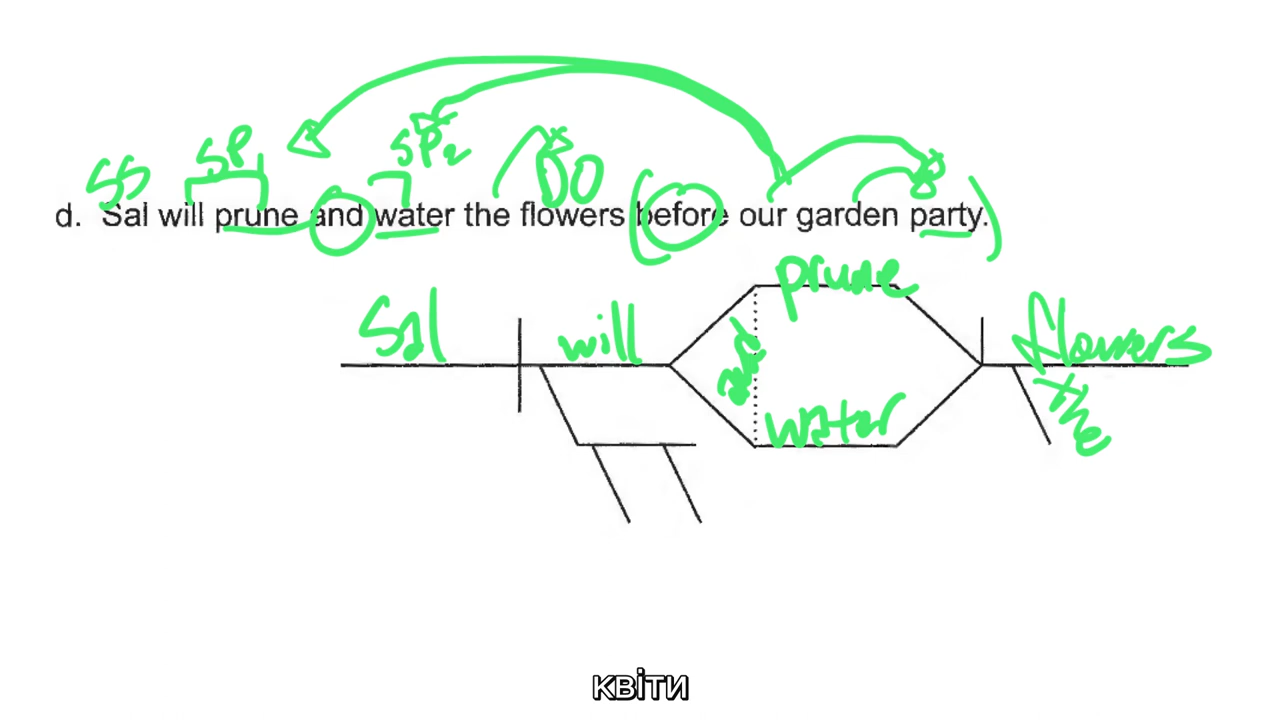 SS SP1 SP2 DO
d. Sal will prune and water the flowers before our garden party.
prune
Sal will and flowers
water the
квіти